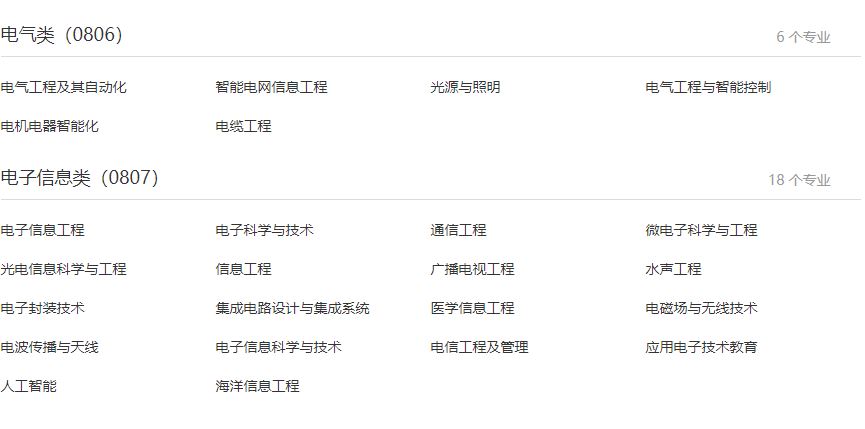 电气类（0806） 6 个专业
电气工程及其自动化 智能电网信息工程 光源与照明 电气工程与智能控制
电机电器智能化 电缆工程
电子信息类（0807） 18 个专业
电子信息工程 电子科学与技术 通信工程 微电子科学与工程
光电信息科学与工程 信息工程 广播电视工程 水声工程
电子封装技术 集成电路设计与集成系统 医学信息工程 电磁场与无线技术
电波传播与天线 电子信息科学与技术 电信工程及管理 应用电子技术教育
人工智能 海洋信息工程